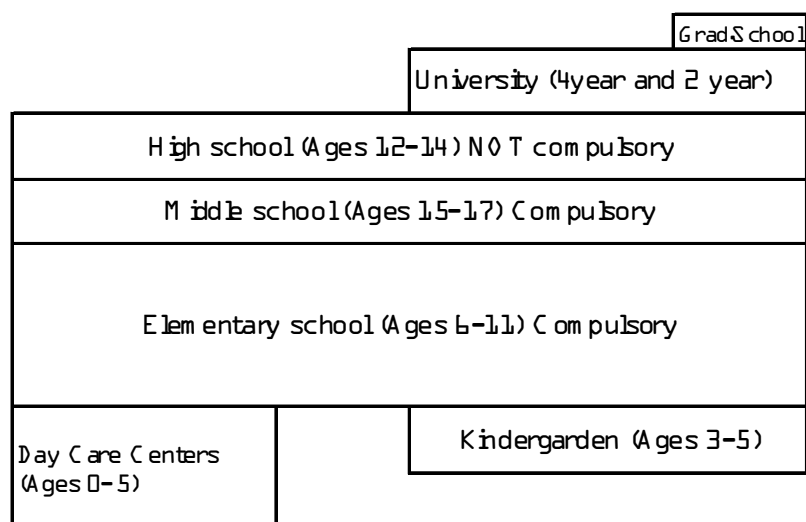 Grad.School
University (4year and 2 year)
High school (Ages 12-14) NOT compulsory
Middle school (Ages 15-17) Compulsory
Elementary school (Ages 6-11) Compulsory
Kindergarden (Ages 3-5)
Day Care Centers
(Ages 0-5)